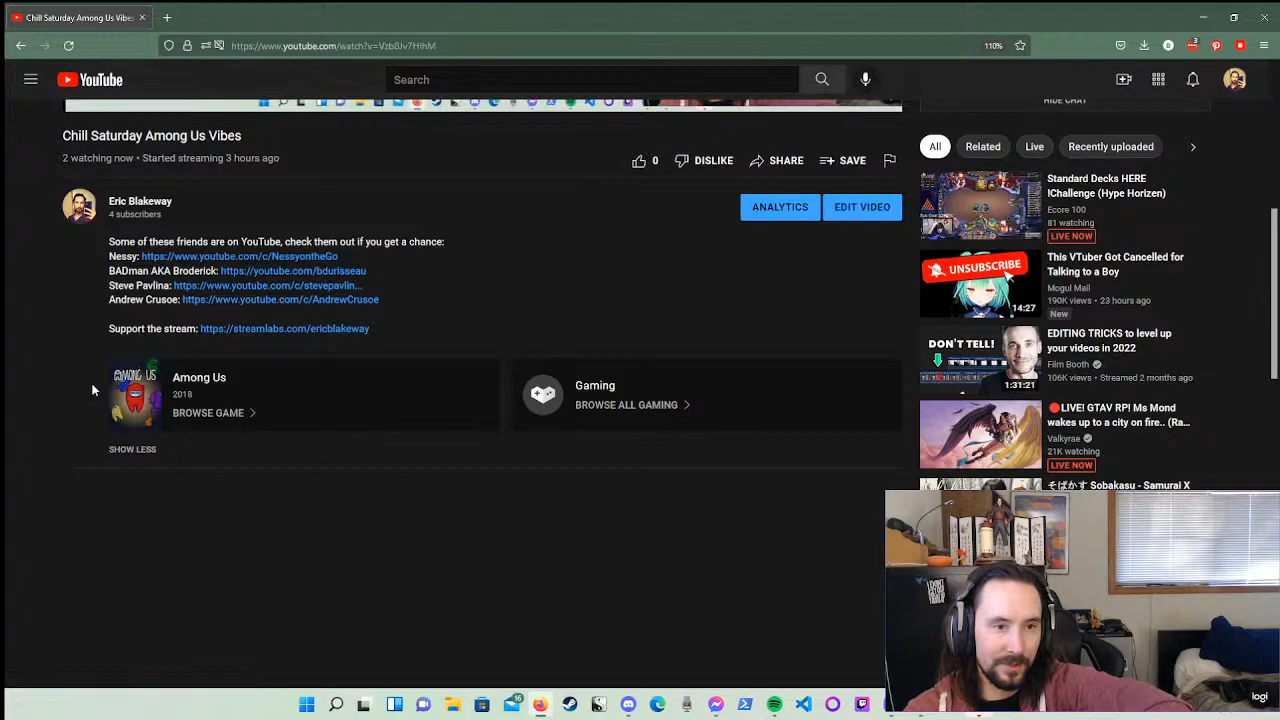 Chill Saturday Among Us Vibes
https://www.youtube.com/watch?v=Vzb8Jv7HIhM
110%
3
YouTube
Search
HIDE CHAT
Chill Saturday Among Us Vibes
2 watching now • Started streaming 3 hours ago
0
DISLIKE
SHARE
SAVE
Eric Blakeway
4 subscribers
ANALYTICS
EDIT VIDEO
Some of these friends are on YouTube, check them out if you get a chance:
Nessy: https://www.youtube.com/c/NessyontheGo
BADman AKA Broderick: https://youtube.com/bdurisseau
Steve Pavlina: https://www.youtube.com/c/stevepavlin...
Andrew Crusoe: https://www.youtube.com/c/AndrewCrusoe
Support the stream: https://streamlabs.com/ericblakeway
AMONG US
Among Us
2018
BROWSE GAME
Gaming
BROWSE ALL GAMING
SHOW LESS
All
Related
Live
Recently uploaded
Standard Decks HERE
!Challenge (Hype Horizen)
Ecore 100
81 watching
LIVE NOW
UNSUBSCRIBE
14:27
This VTuber Got Cancelled for
Talking to a Boy
Mogul Mail
190K views • 23 hours ago
New
DON'T TELL!
1:31:21
EDITING TRICKS to level up
your videos in 2022
Film Booth
106K views • Streamed 2 months ago
LIVE! GTAV RP! Ms Mond
wakes up to a city on fire.. (Ra...
Valkyrae
21K watching
LIVE NOW
そばかす Sobakasu - Samurai X
logi